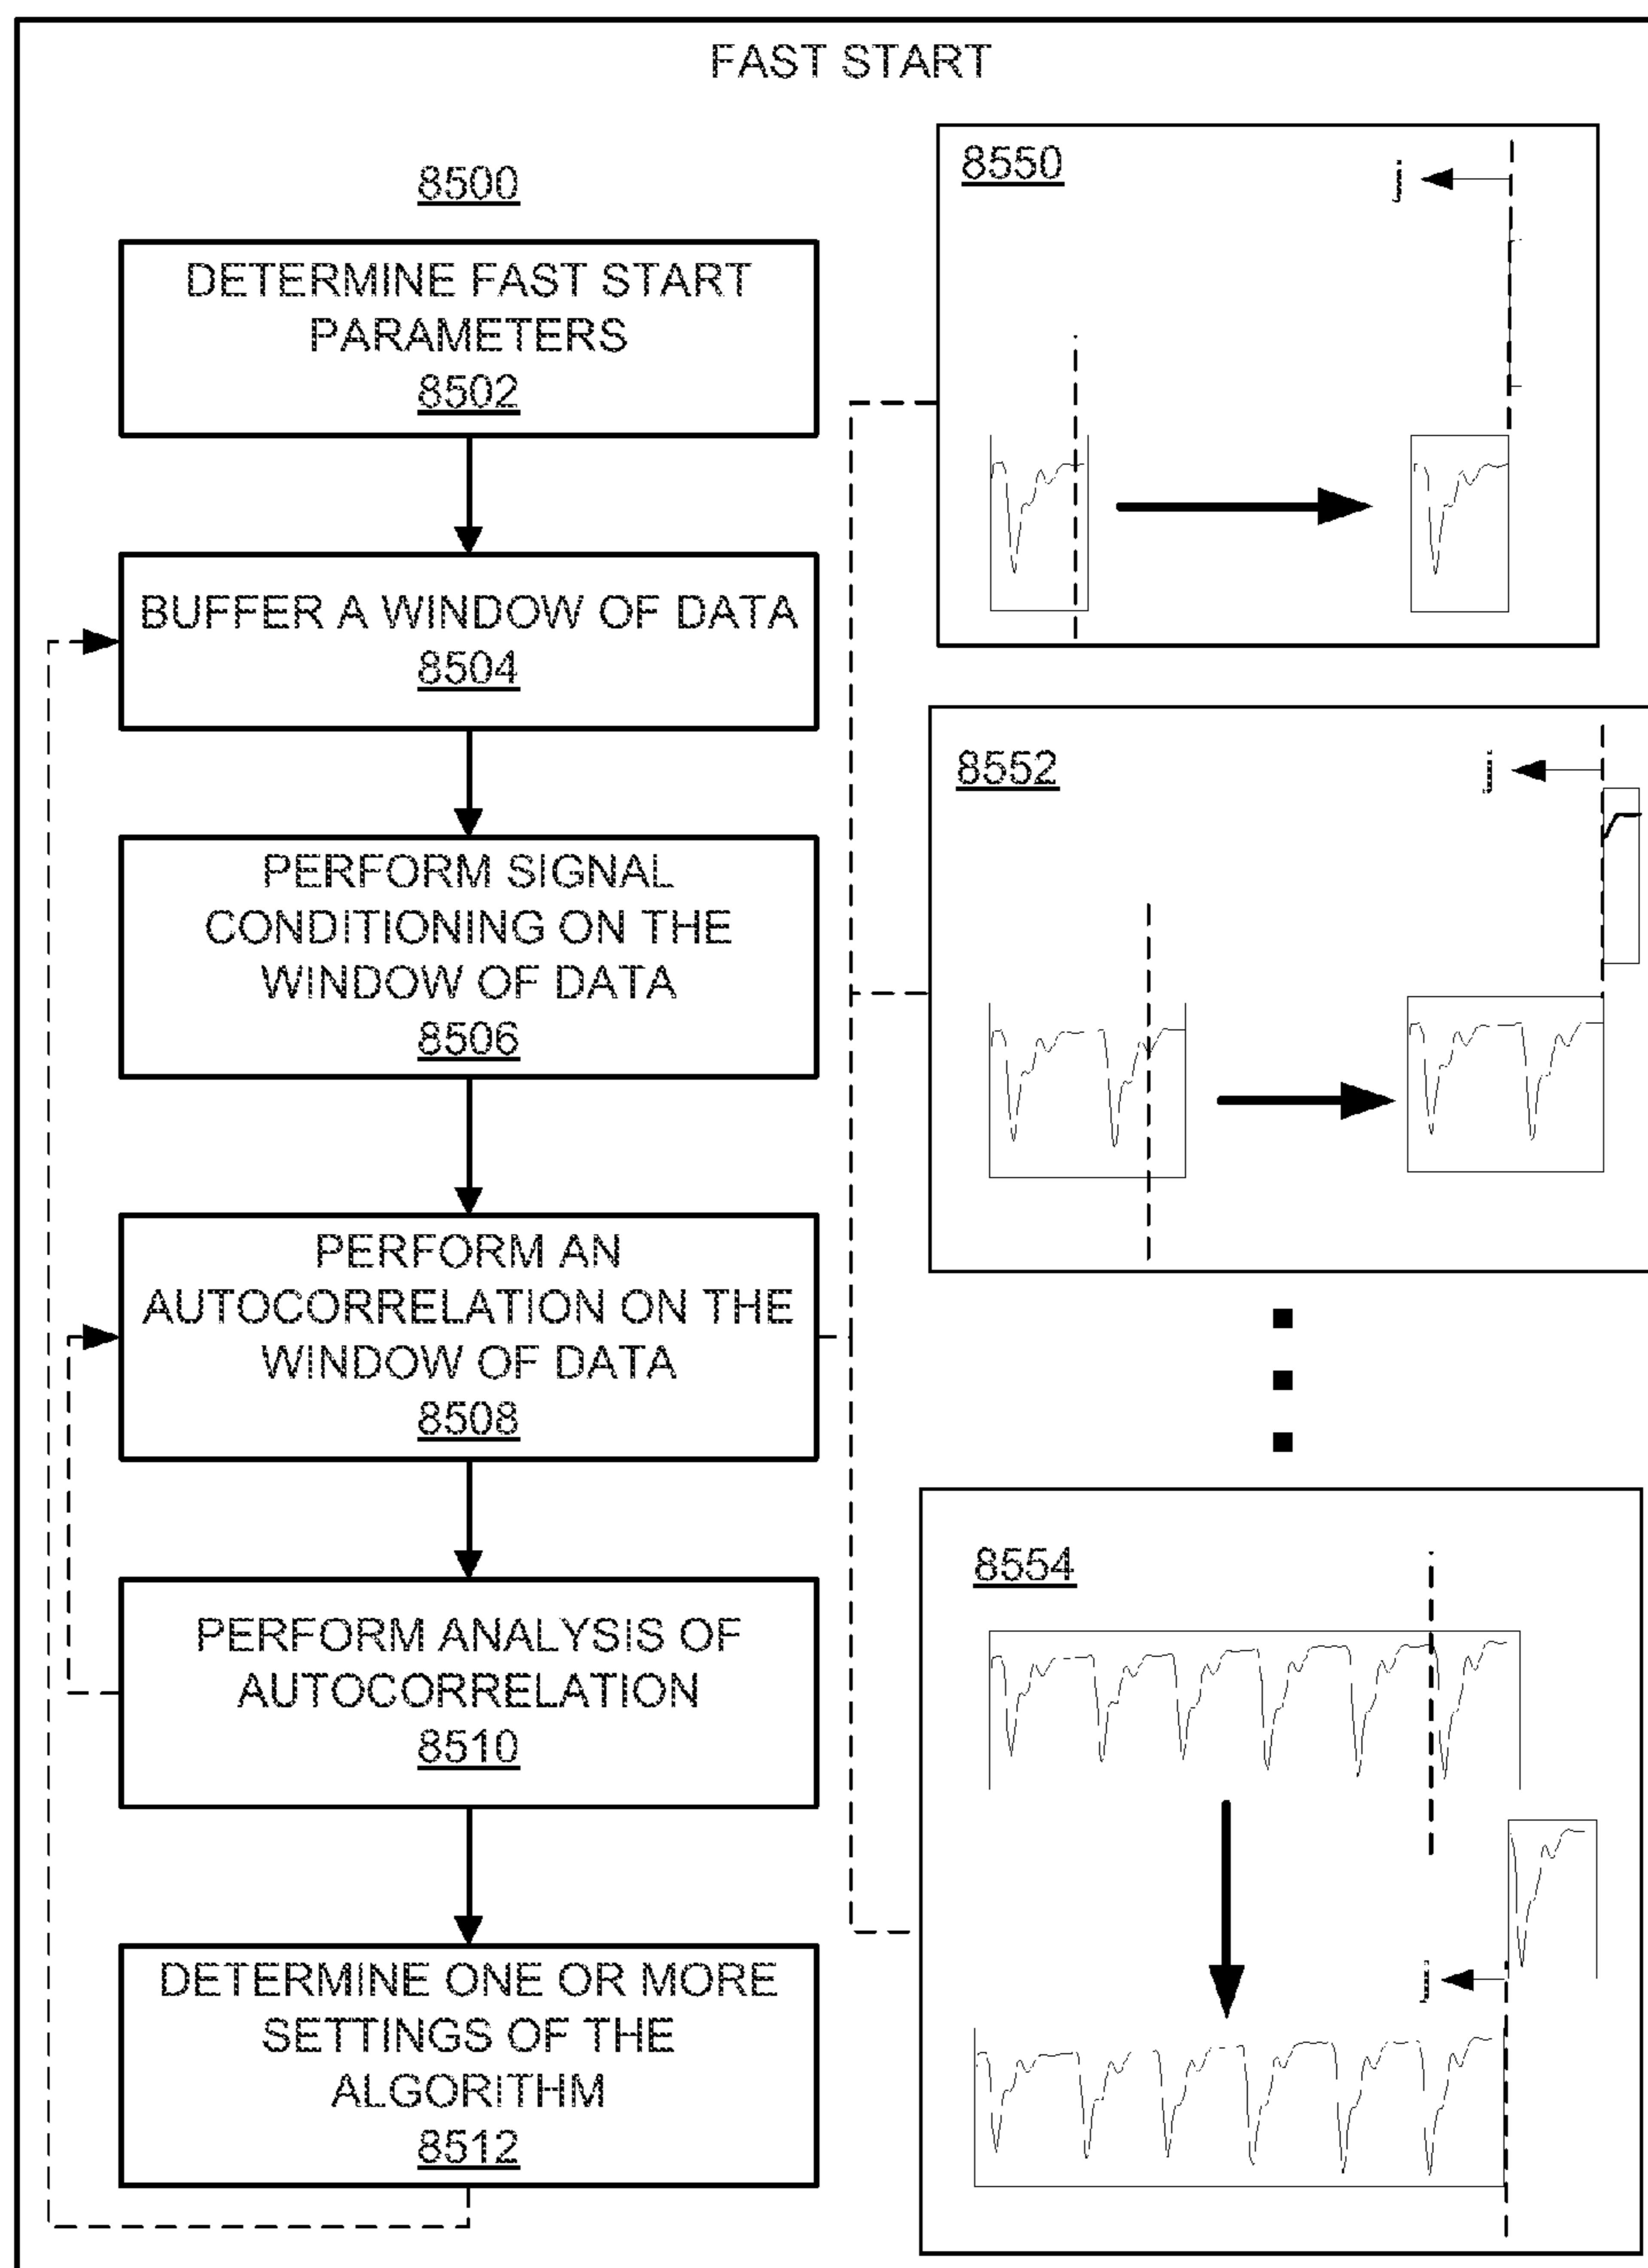 FAST START
8500
DETERMINE FAST START
PARAMETERS
8502
BUFFER A WINDOW OF DATA
8504
PERFORM SIGNAL
CONDITIONING ON THE
WINDOW OF DATA
8506
PERFORM AN
AUTOCORRELATION ON THE
WINDOW OF DATA
8508
PERFORM ANALYSIS OF
AUTOCORRELATION
8510
DETERMINE ONE OR MORE
SETTINGS OF THE
ALGORITHM
8512
8550
j
8552
j
8554
j